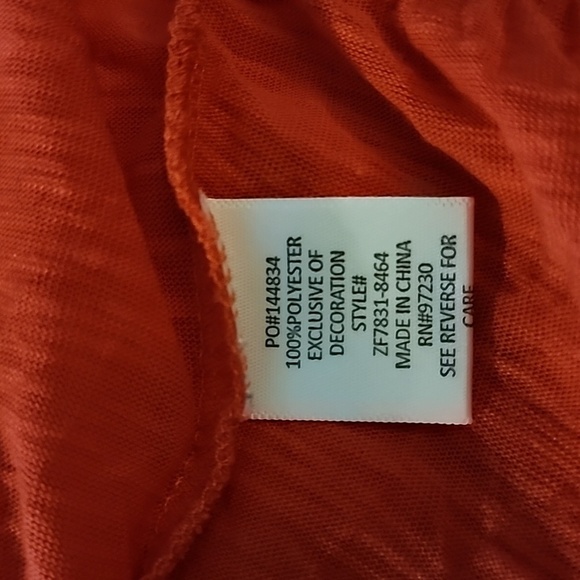 PO#144834
100%POLYESTER
EXCLUSIVE OF
DECORATION
STYLE#
ZF7831-8464
MADE IN CHINA
RN#97230
SEE REVERSE FOR
CARE